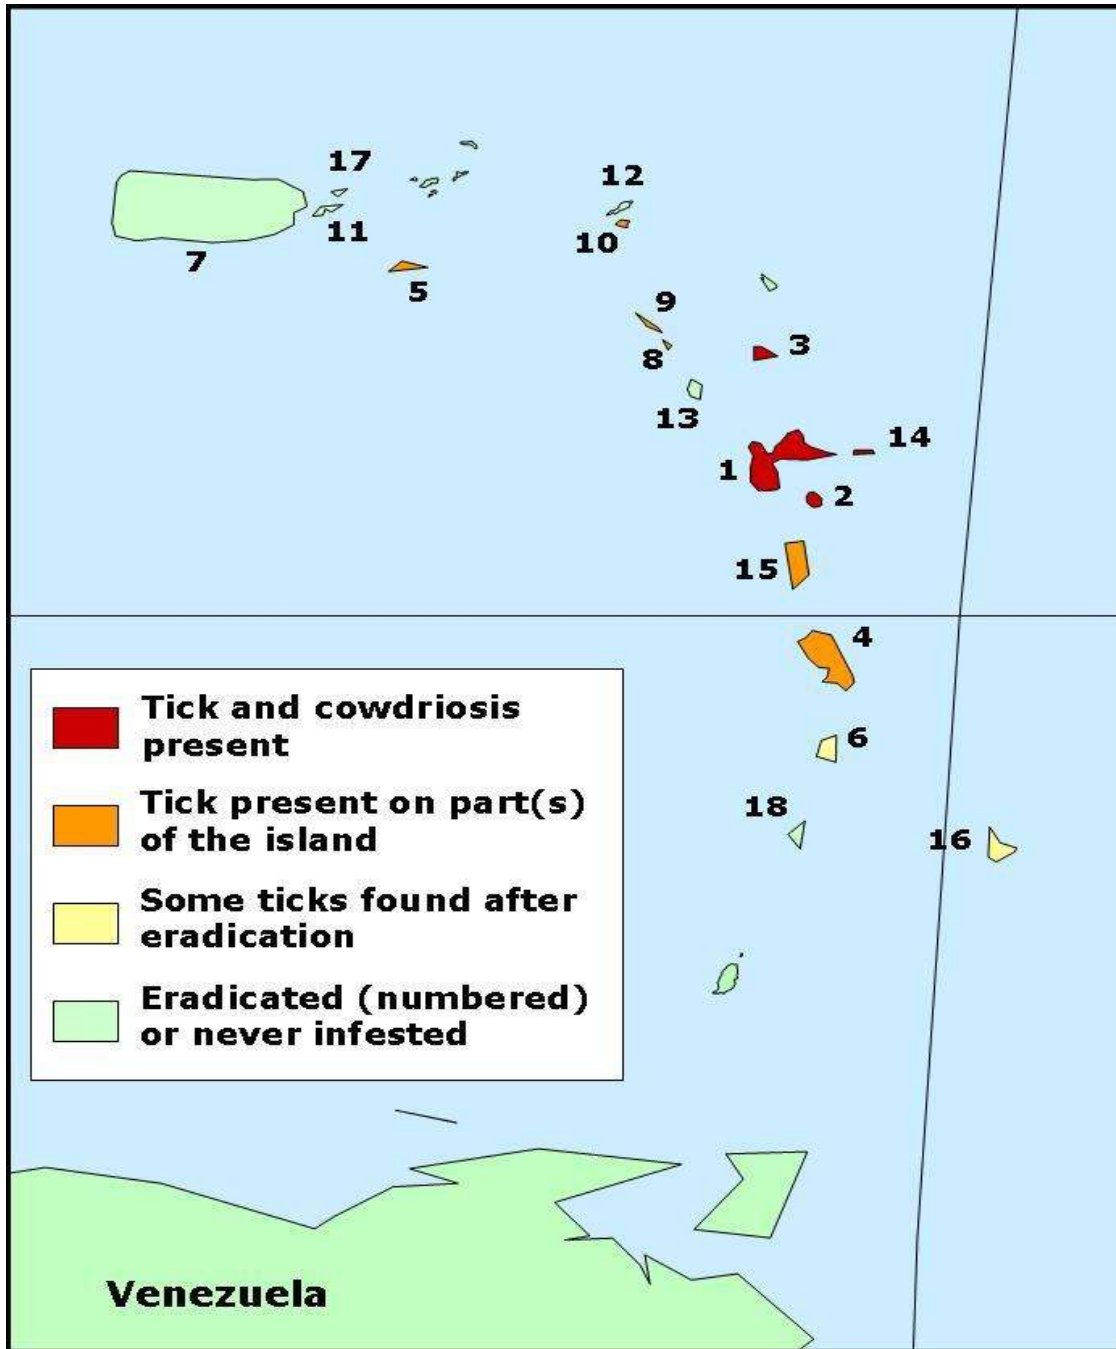 17
12
11
10
7
5
9
3
8
13
14
1
2
15
4
Tick and cowdriosis
present
6
Tick present on part(s)
of the island
18
16
Some ticks found after
eradication
Eradicated (numbered)
or never infested
Venezuela